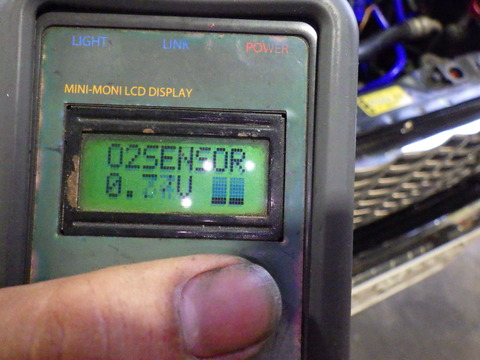 LIGHT LINK POWER
MINI-MONI LCD DISPLAY
O2SENSOR